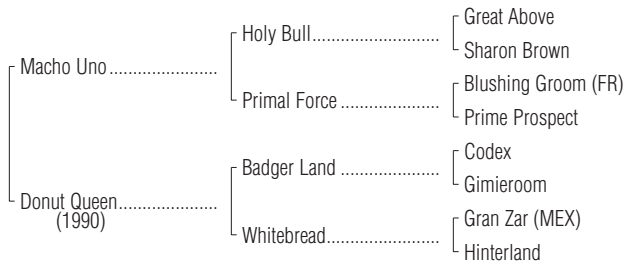 Great Above
Holy Bull
Sharon Brown
Macho Uno
Blushing Groom (FR)
Primal Force
Prime Prospect
Codex
Badger Land
Gimieroom
Donut Queen
(1990)
Gran Zar (MEX)
Whitebread
Hinterland